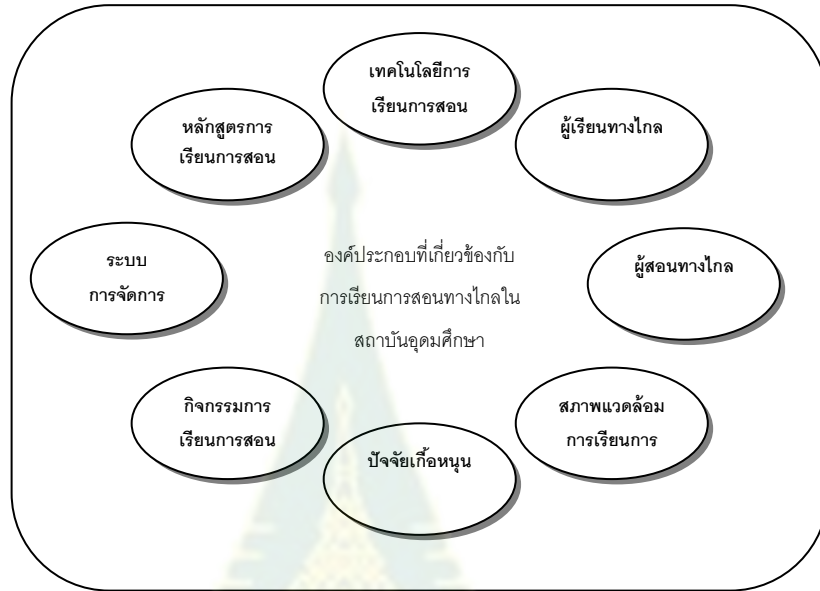 เทคโนโลยีการ
เรียนการสอน
หลักสูตรการ
เรียนการสอน
ผู้เรียนทางไกล
ระบบ
การจัดการ
องค์ประกอบที่เกี่ยวข้องกับ
การเรียนการสอนทางไกลใน
สถาบันอุดมศึกษา
ผู้สอนทางไกล
กิจกรรมการ
เรียนการสอน
ปัจจัยเกื้อหนุน
สภาพแวดล้อม
การเรียนการ